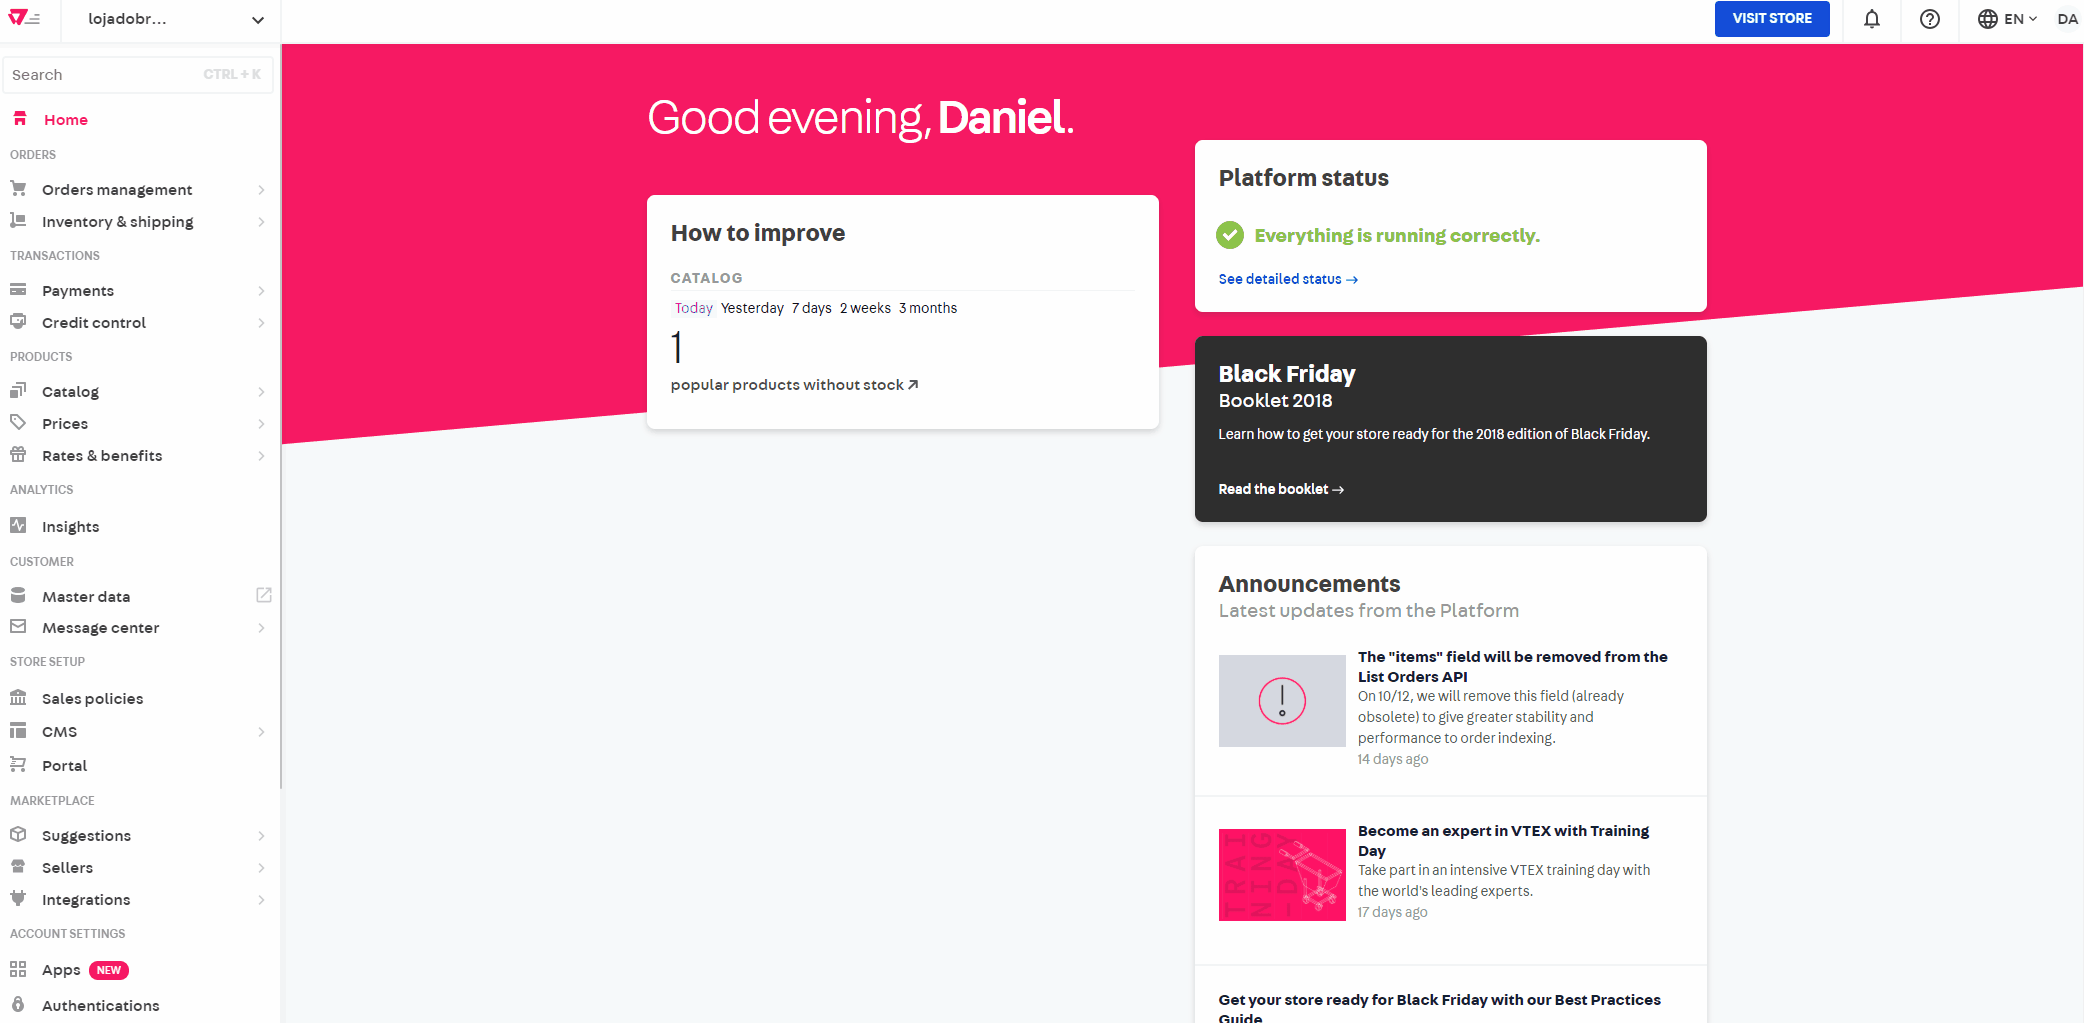 lojadobr...
VISIT STORE
EN
DA
Search
CTRL + K
Home
ORDERS
Orders management
Inventory & shipping
TRANSACTIONS
Payments
Credit control
PRODUCTS
Catalog
Prices
Rates & benefits
ANALYTICS
Insights
CUSTOMER
Master data
Message center
STORE SETUP
Sales policies
CMS
Portal
MARKETPLACE
Suggestions
Sellers
Integrations
ACCOUNT SETTINGS
Apps NEW
Authentications
Good evening, Daniel.
How to improve
CATALOG
Today Yesterday 7 days 2 weeks 3 months
1
popular products without stock
Platform status
Everything is running correctly.
See detailed status →
Black Friday
Booklet 2018
Learn how to get your store ready for the 2018 edition of Black Friday.
Read the booklet →
Announcements
Latest updates from the Platform
The "items" field will be removed from the
List Orders API
On 10/12, we will remove this field (already
obsolete) to give greater stability and
performance to order indexing.
14 days ago
TRAI
NING
-DAY
Become an expert in VTEX with Training
Day
Take part in an intensive VTEX training day with
the world's leading experts.
17 days ago
Get your store ready for Black Friday with our Best Practices
Guide